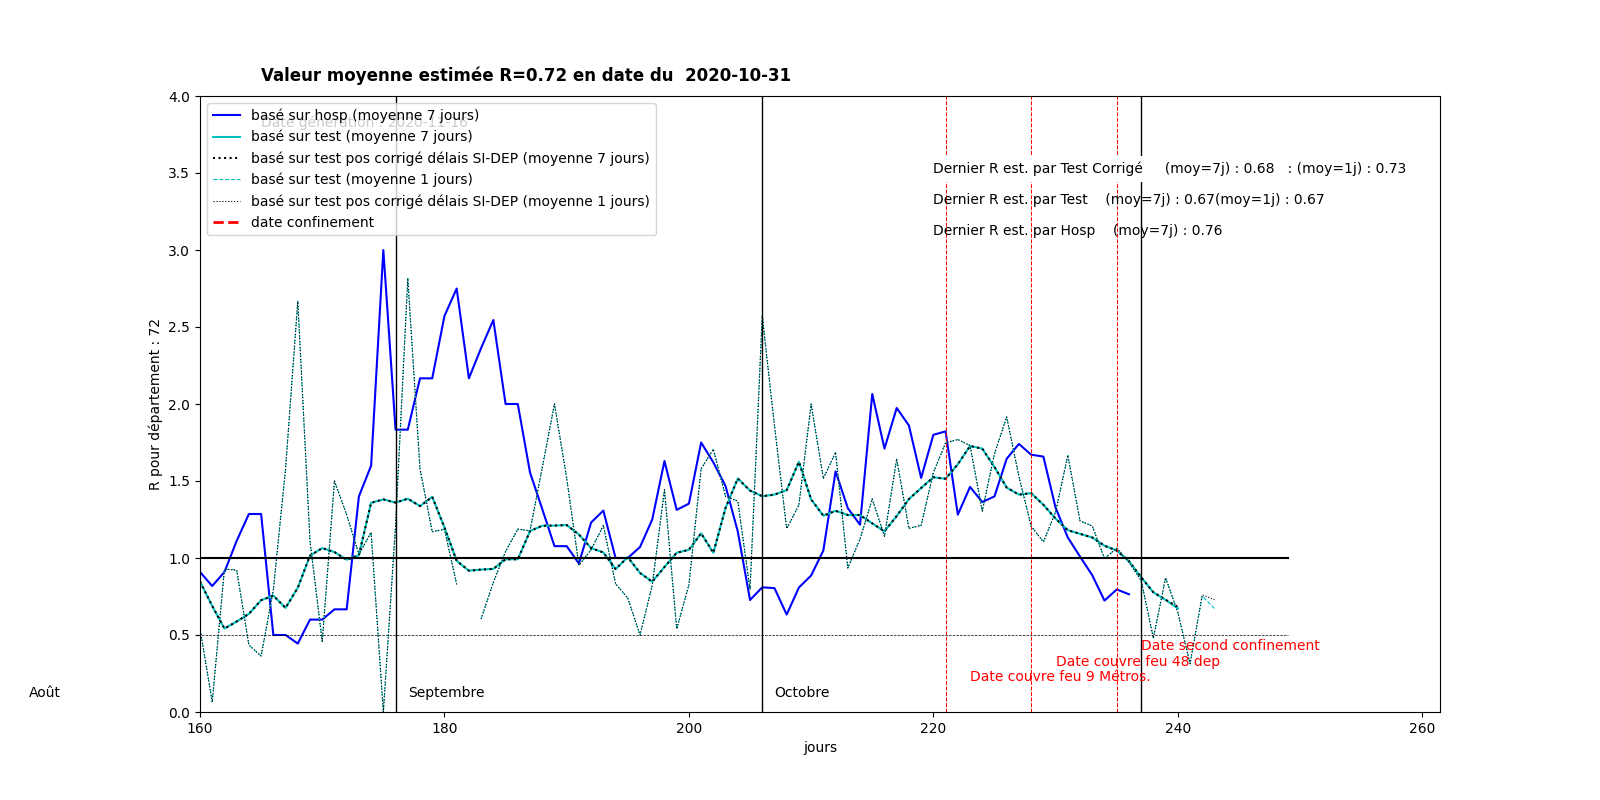 Valeur moyenne estimée R=0.72 en date du  2020-10-31
Date génération : 2020-11-16
basé sur hosp (moyenne 7 jours)
basé sur test (moyenne 7 jours)
basé sur test pos corrigé délais SI-DEP (moyenne 7 jours)
basé sur test (moyenne 1 jours)
basé sur test pos corrigé délais SI-DEP (moyenne 1 jours)
date confinement
Dernier R est. par Test Corrigé     (moy=7j) : 0.68   : (moy=1j) : 0.73
Dernier R est. par Test    (moy=7j) : 0.67(moy=1j) : 0.67
Dernier R est. par Hosp    (moy=7j) : 0.76
4.0
3.5
3.0
2.5
2.0
1.5
1.0
0.5
0.0
R pour département : 72
Date second confinement
Date couvre feu 48 dep
Date couvre feu 9 Métros.
Août
Septembre
Octobre
160
180
200
220
240
260
jours